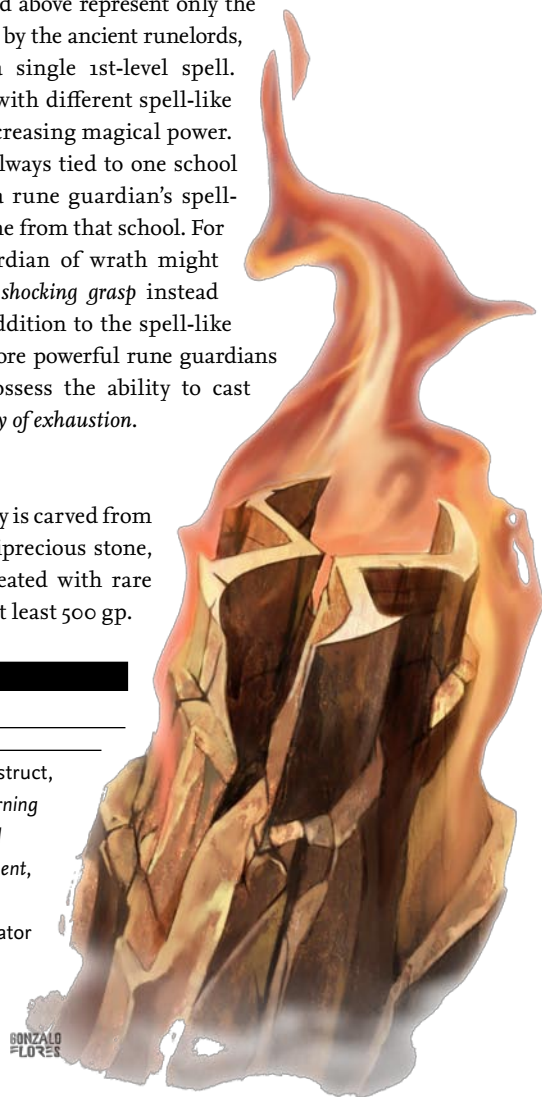 d above represent only the
by the ancient runelords,
single 1st-level spell.
with different spell-like
creasing magical power.
lways tied to one school
rune guardian's spell-
ne from that school. For
rdian of wrath might
shocking grasp instead
ddition to the spell-like
ore powerful rune guardians
ossess the ability to cast
y of exhaustion.
y is carved from
iprecious stone,
eated with rare
t least 500 gp.
struct,
rning
ent,
ator
GONZALO
FLORES